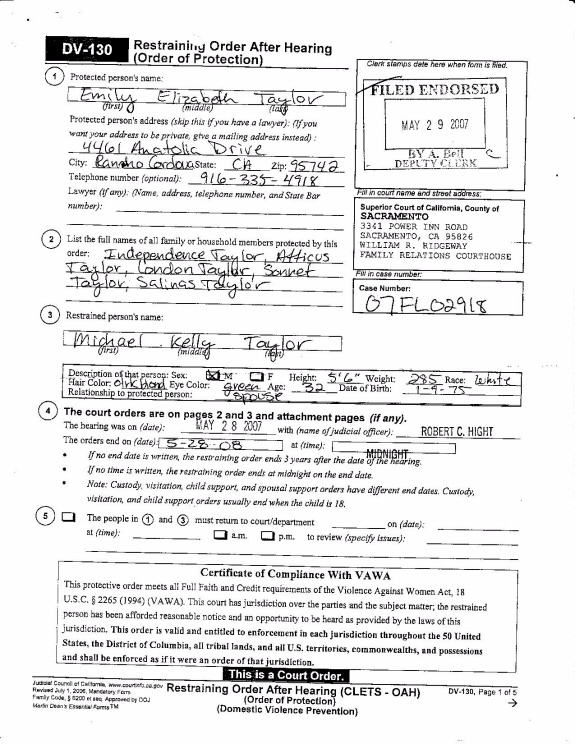 DV-130 Restraining Order After Hearing
(Order of Protection)
Clerk stamps date here when form is filed.
FILED ENDORSED
MAY 29 2007
BY A. Bell
DEPUTY CLERK
1 Protected person's name:
Emily Elizabeth Taylor
(first) (middle) (last)
Protected person's address (skip this if you have a lawyer): (If you
want your address to be private, give a mailing address instead) :
4461 Anatolic Drive
City: Rancho Cordova State: CA Zip: 95742
Telephone number (optional): 916-335-4918
Lawyer (if any): (Name, address, telephone number, and State Bar
number):
Fill in court name and street address:
Superior Court of California, County of
SACRAMENTO
3341 POWER INN ROAD
SACRAMENTO, CA 95826
WILLIAM R. RIDGEWAY
FAMILY RELATIONS COURTHOUSE
Fill in case number:
Case Number:
07FL02918
2 List the full names of all family or household members protected by this
order: Independence Taylor, Atticus
Taylor, London Taylor, Sonnet
Taylor, Salinas Taylor
3 Restrained person's name:
Michael Kelly Taylor
(first) (middle) (last)
Description of that person: Sex: M F Height: 5'6" Weight: 285 Race: White
Hair Color: Eye Color: green Age: 32 Date of Birth: 1-9-75
Relationship to protected person: spouse
4 The court orders are on pages 2 and 3 and attachment pages (if any).
The hearing was on (date): MAY 28 2007 with (name of judicial officer): ROBERT C. HIGHT
The orders end on (date): 5-28-08 at (time): MIDNIGHT
• If no end date is written, the restraining order ends 3 years after the date of the hearing.
• If no time is written, the restraining order ends at midnight on the end date.
• Note: Custody, visitation, child support, and spousal support orders have different end dates. Custody,
visitation, and child support orders usually end when the child is 18.
5 The people in 1 and 3 must return to court/department on (date):
at (time): a.m. p.m. to review (specify issues):
Certificate of Compliance With VAWA
This protective order meets all Full Faith and Credit requirements of the Violence Against Women Act, 18
U.S.C. § 2265 (1994) (VAWA). This court has jurisdiction over the parties and the subject matter; the restrained
person has been afforded reasonable notice and an opportunity to be heard as provided by the laws of this
jurisdiction. This order is valid and entitled to enforcement in each jurisdiction throughout the 50 United
States, the District of Columbia, all tribal lands, and all U.S. territories, commonwealths, and possessions
and shall be enforced as if it were an order of that jurisdiction.
This is a Court Order.
Judicial Council of California, www.courtinfo.ca.gov
Revised July 1, 2006, Mandatory Form
Family Code, § 6200 et seq. Approved by DOJ
Martin Dean's Essential Forms TM
Restraining Order After Hearing (CLETS - OAH)
(Order of Protection)
(Domestic Violence Prevention)
DV-130, Page 1 of 5
→